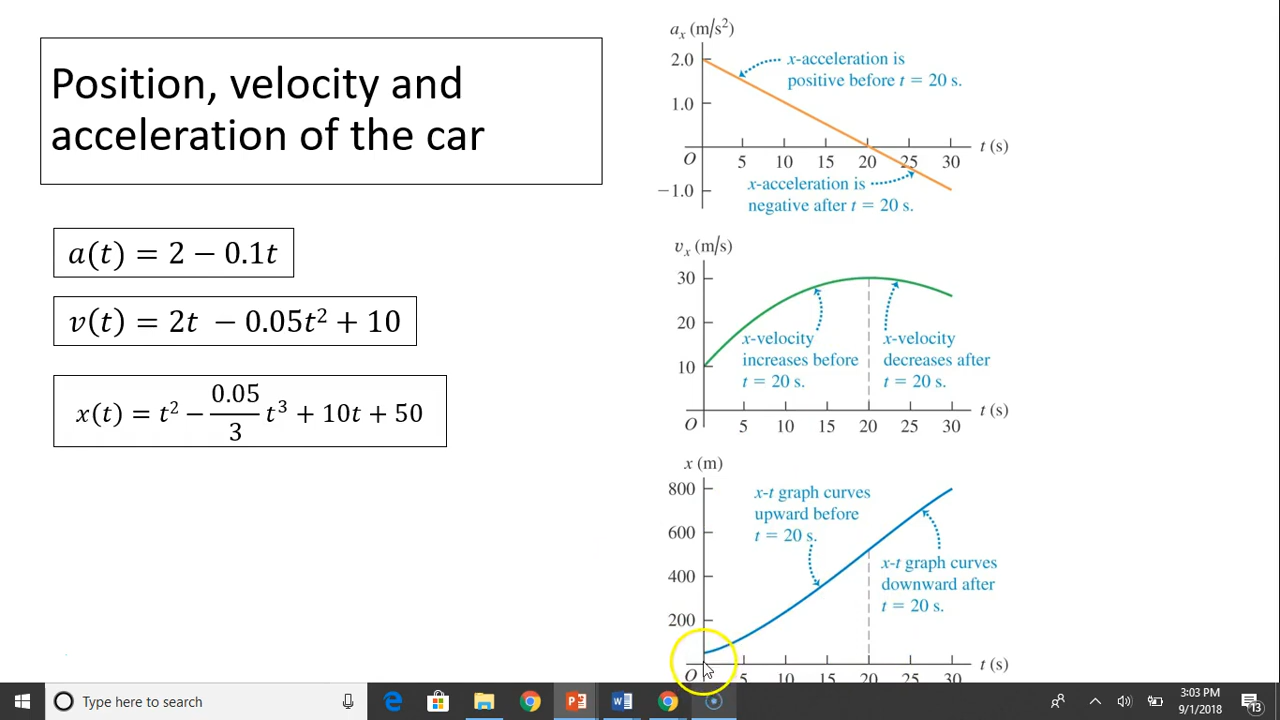 Position, velocity and
acceleration of the car
a(t) = 2 − 0.1t
v(t) = 2t − 0.05t² + 10
x(t) = t² − 0.05/3 t³ + 10t + 50
aₓ (m/s²)
2.0
x-acceleration is
positive before t = 20 s.
1.0
O 5 10 15 20 25 30 t (s)
x-acceleration is
−1.0
negative after t = 20 s.
vₓ (m/s)
30
20
x-velocity
increases before
t = 20 s.
x-velocity
decreases after
t = 20 s.
10
O 5 10 15 20 25 30 t (s)
x (m)
800
x-t graph curves
upward before
t = 20 s.
600
400
x-t graph curves
downward after
t = 20 s.
200
O 5 10 15 20 25 30 t (s)
Type here to search
3:03 PM
9/1/2018
13